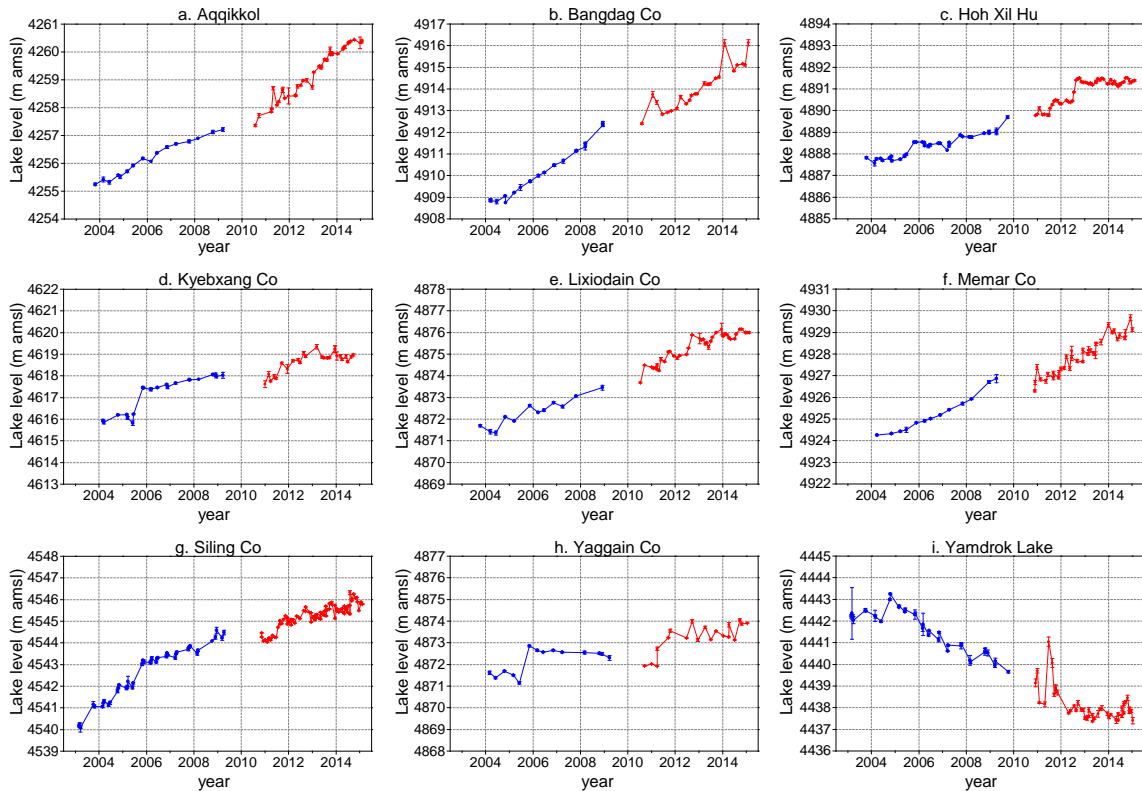 a. Aqqikkol
Lake level (m amsl)
4261
4260
4259
4258
4257
4256
4255
4254
2004 2006 2008 2010 2012 2014
year
b. Bangdag Co
Lake level (m amsl)
4917
4916
4915
4914
4913
4912
4911
4910
4909
4908
2004 2006 2008 2010 2012 2014
year
c. Hoh Xil Hu
Lake level (m amsl)
4894
4893
4892
4891
4890
4889
4888
4887
4886
4885
2004 2006 2008 2010 2012 2014
year
d. Kyebxang Co
Lake level (m amsl)
4622
4621
4620
4619
4618
4617
4616
4615
4614
4613
2004 2006 2008 2010 2012 2014
year
e. Lixiodain Co
Lake level (m amsl)
4878
4877
4876
4875
4874
4873
4872
4871
4870
4869
2004 2006 2008 2010 2012 2014
year
f. Memar Co
Lake level (m amsl)
4931
4930
4929
4928
4927
4926
4925
4924
4923
4922
2004 2006 2008 2010 2012 2014
year
g. Siling Co
Lake level (m amsl)
4548
4547
4546
4545
4544
4543
4542
4541
4540
4539
2004 2006 2008 2010 2012 2014
year
h. Yaggain Co
Lake level (m amsl)
4877
4876
4875
4874
4873
4872
4871
4870
4869
4868
2004 2006 2008 2010 2012 2014
year
i. Yamdrok Lake
Lake level (m amsl)
4445
4444
4443
4442
4441
4440
4439
4438
4437
4436
2004 2006 2008 2010 2012 2014
year